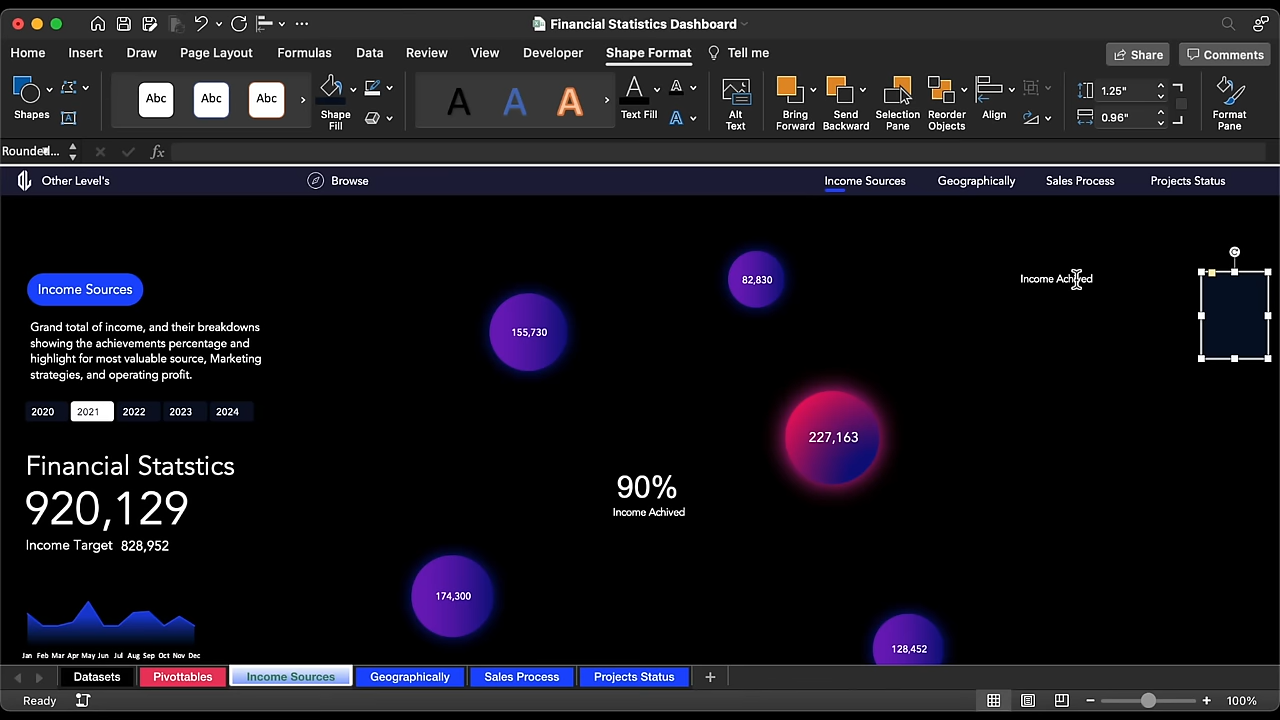 Financial Statistics Dashboard
Home Insert Draw Page Layout Formulas Data Review View Developer Shape Format Tell me Share Comments
Abc Abc Abc
A A A
Shapes Shape Fill Text Fill Alt Text Bring Forward Send Backward Selection Pane Reorder Objects Align Format Pane
1.25"
0.96"
Rounded... fx
Other Level's Browse Income Sources Geographically Sales Process Projects Status
Income Sources
Grand total of income, and their breakdowns
showing the achievements percentage and
highlight for most valuable source, Marketing
strategies, and operating profit.
2020 2021 2022 2023 2024
Financial Statstics
920,129
Income Target 828,952
Jan Feb Mar Apr May Jun Jul Aug Sep Oct Nov Dec
82,830
155,730
227,163
90%
Income Achived
174,300
128,452
Income Achived
Datasets Pivottables Income Sources Geographically Sales Process Projects Status
Ready
100%